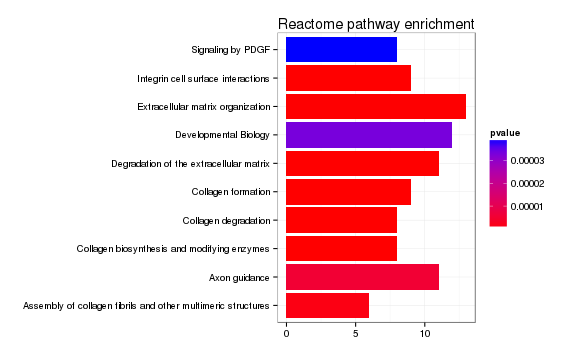 Reactome pathway enrichment
Signaling by PDGF
Integrin cell surface interactions
Extracellular matrix organization
Developmental Biology
Degradation of the extracellular matrix
Collagen formation
Collagen degradation
Collagen biosynthesis and modifying enzymes
Axon guidance
Assembly of collagen fibrils and other multimeric structures
0 5 10
pvalue
0.00003
0.00002
0.00001